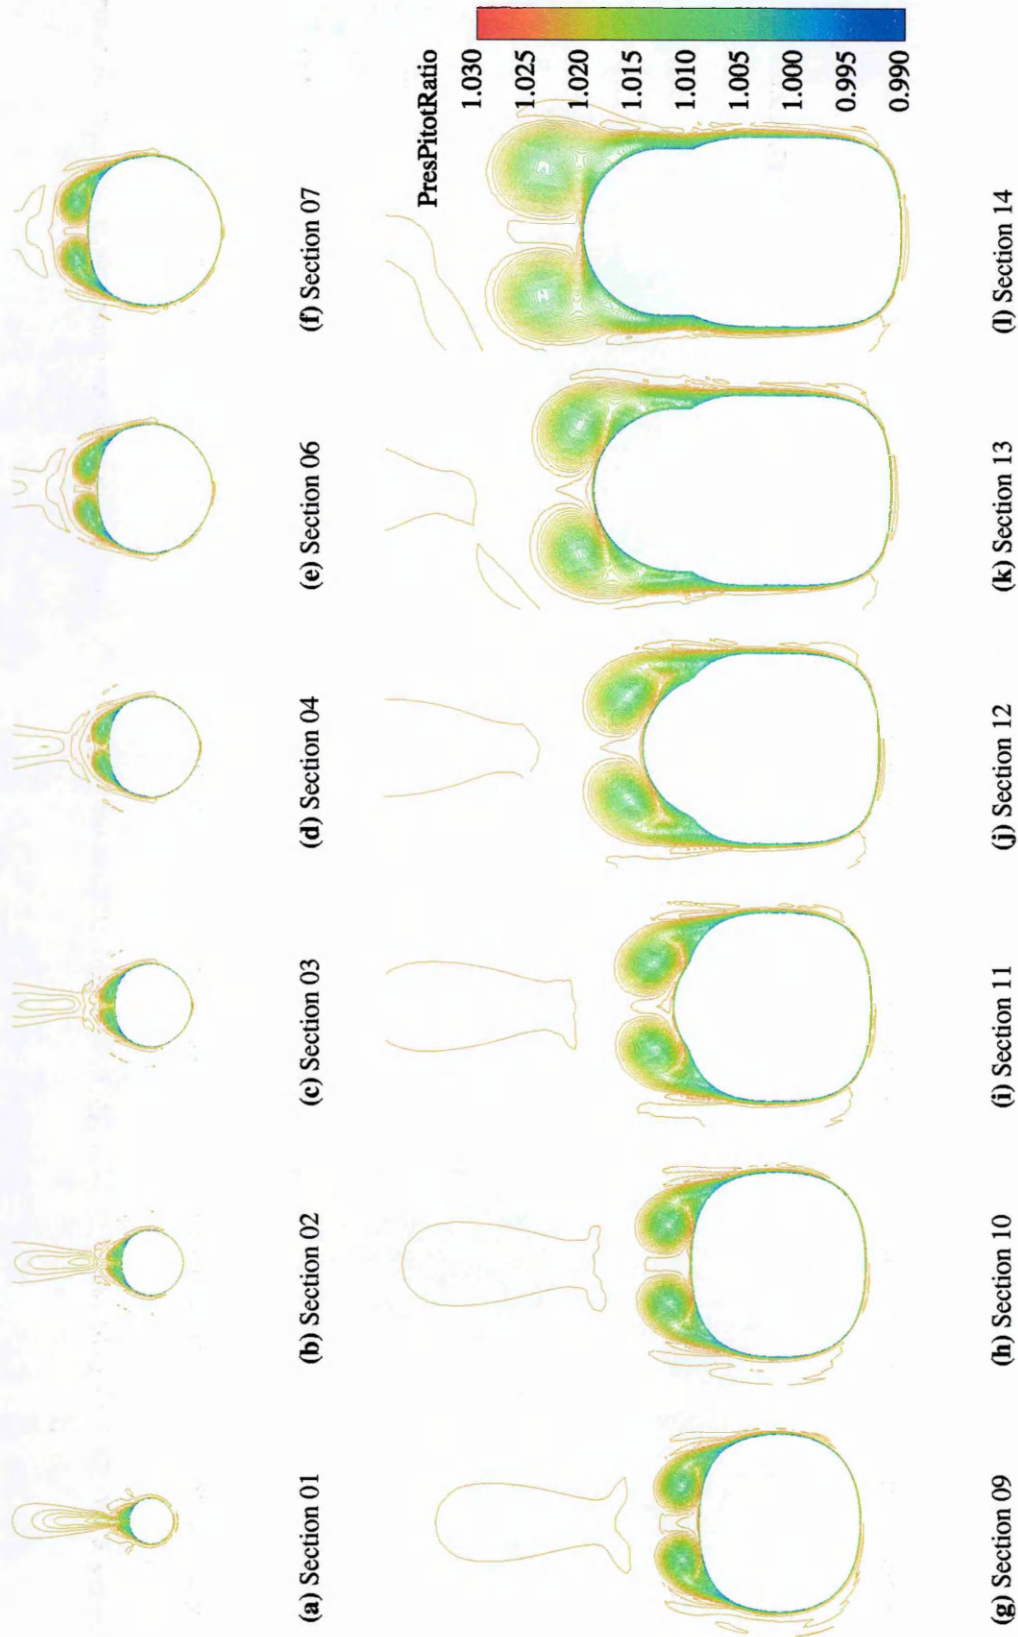 (a) Section 01
(b) Section 02
(c) Section 03
(d) Section 04
(e) Section 06
(f) Section 07
PresPitotRatio
1.030
1.025
1.020
1.015
1.010
1.005
1.000
0.995
0.990
(g) Section 09
(h) Section 10
(i) Section 11
(j) Section 12
(k) Section 13
(l) Section 14